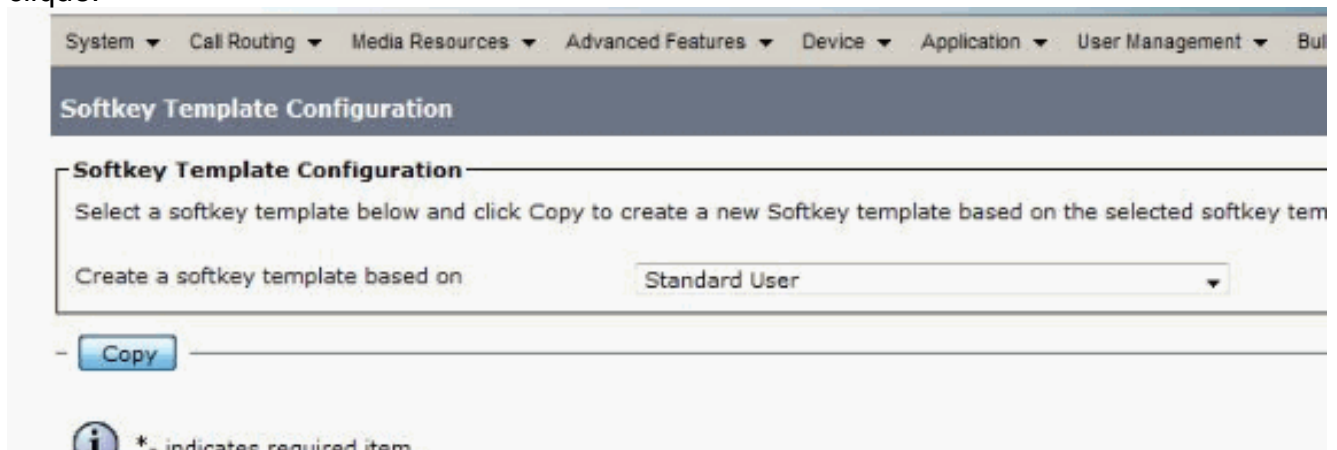 System Call Routing Media Resources Advanced Features Device Application User Management
Softkey Template Configuration
Softkey Template Configuration
Select a softkey template below and click Copy to create a new Softkey template based on the selected softkey tem
Create a softkey template based on Standard User
Copy
*- indicates required item